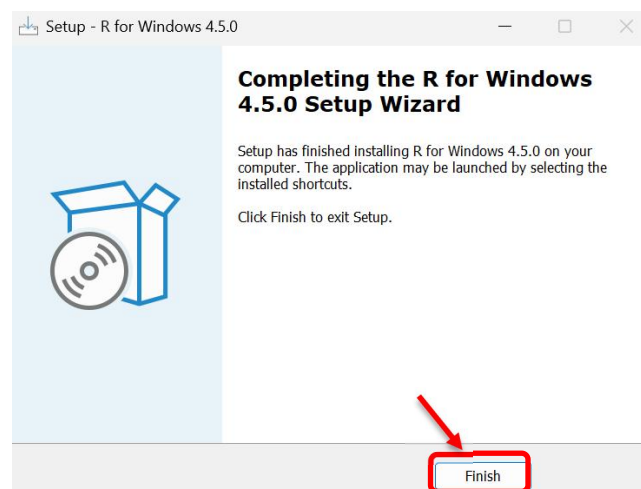 Setup - R for Windows 4.5.0
Completing the R for Windows
4.5.0 Setup Wizard
Setup has finished installing R for Windows 4.5.0 on your
computer. The application may be launched by selecting the
installed shortcuts.
Click Finish to exit Setup.
Finish